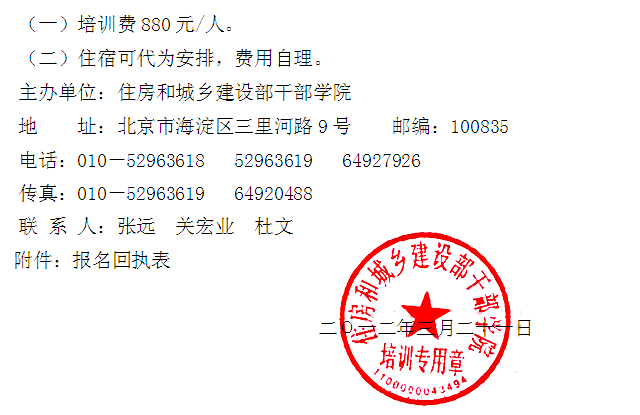 （一）培训费 880 元/人。
（二）住宿可代为安排，费用自理。
主办单位：住房和城乡建设部干部学院
地 址：北京市海淀区三里河路 9 号 邮编：100835
电话：010－52963618 52963619 64927926
传真：010－52963619 64920488
联 系 人：张远 关宏业 杜文
附件：报名回执表
住房和城乡建设部干部学院
二〇一二年三月二十一日
培训专用章
1100000043494